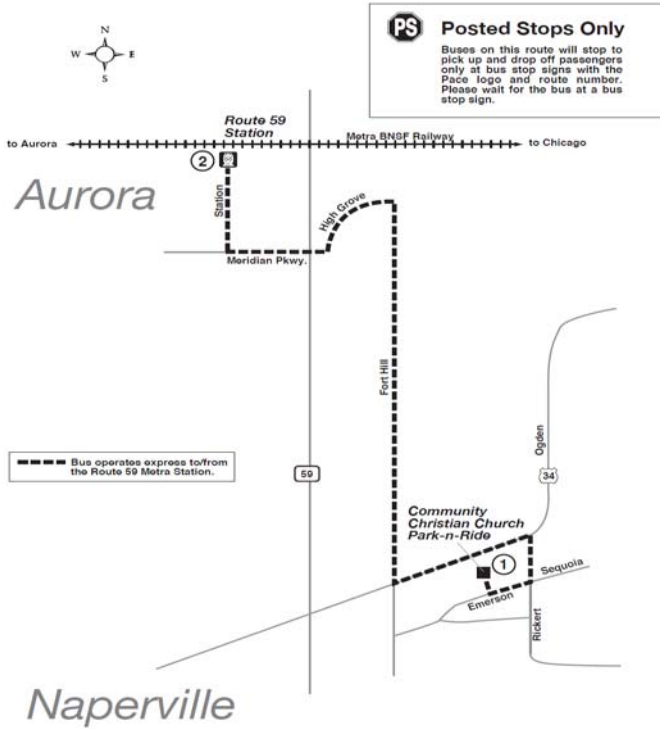 PS
Posted Stops Only
Buses on this route will stop to
pick up and drop off passengers
only at bus stop signs with the
Pace logo and route number.
Please wait for the bus at a bus
stop sign.
N
W
E
S
Route 59
Station
Metra BNSF Railway
to Aurora
to Chicago
2
Aurora
Station
High Grove
Meridian Pkwy.
Fort Hill
Ogden
Bus operates express to/from
the Route 59 Metra Station.
59
34
Community
Christian Church
Park-n-Ride
1
Sequoia
Emerson
Rickert
Naperville